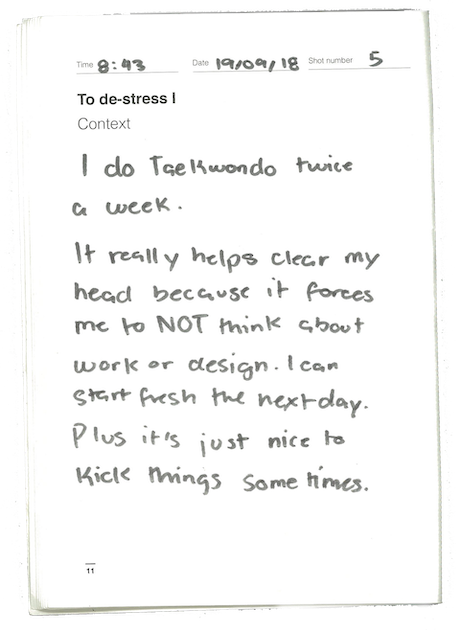 Time 8:43 Date 19/09/18 Shot number 5
To de-stress I
Context
I do Taekwondo twice
a week.
It really helps clear my
head because it forces
me to NOT think about
work or design. I can
start fresh the next day.
Plus it's just nice to
kick things sometimes.
11